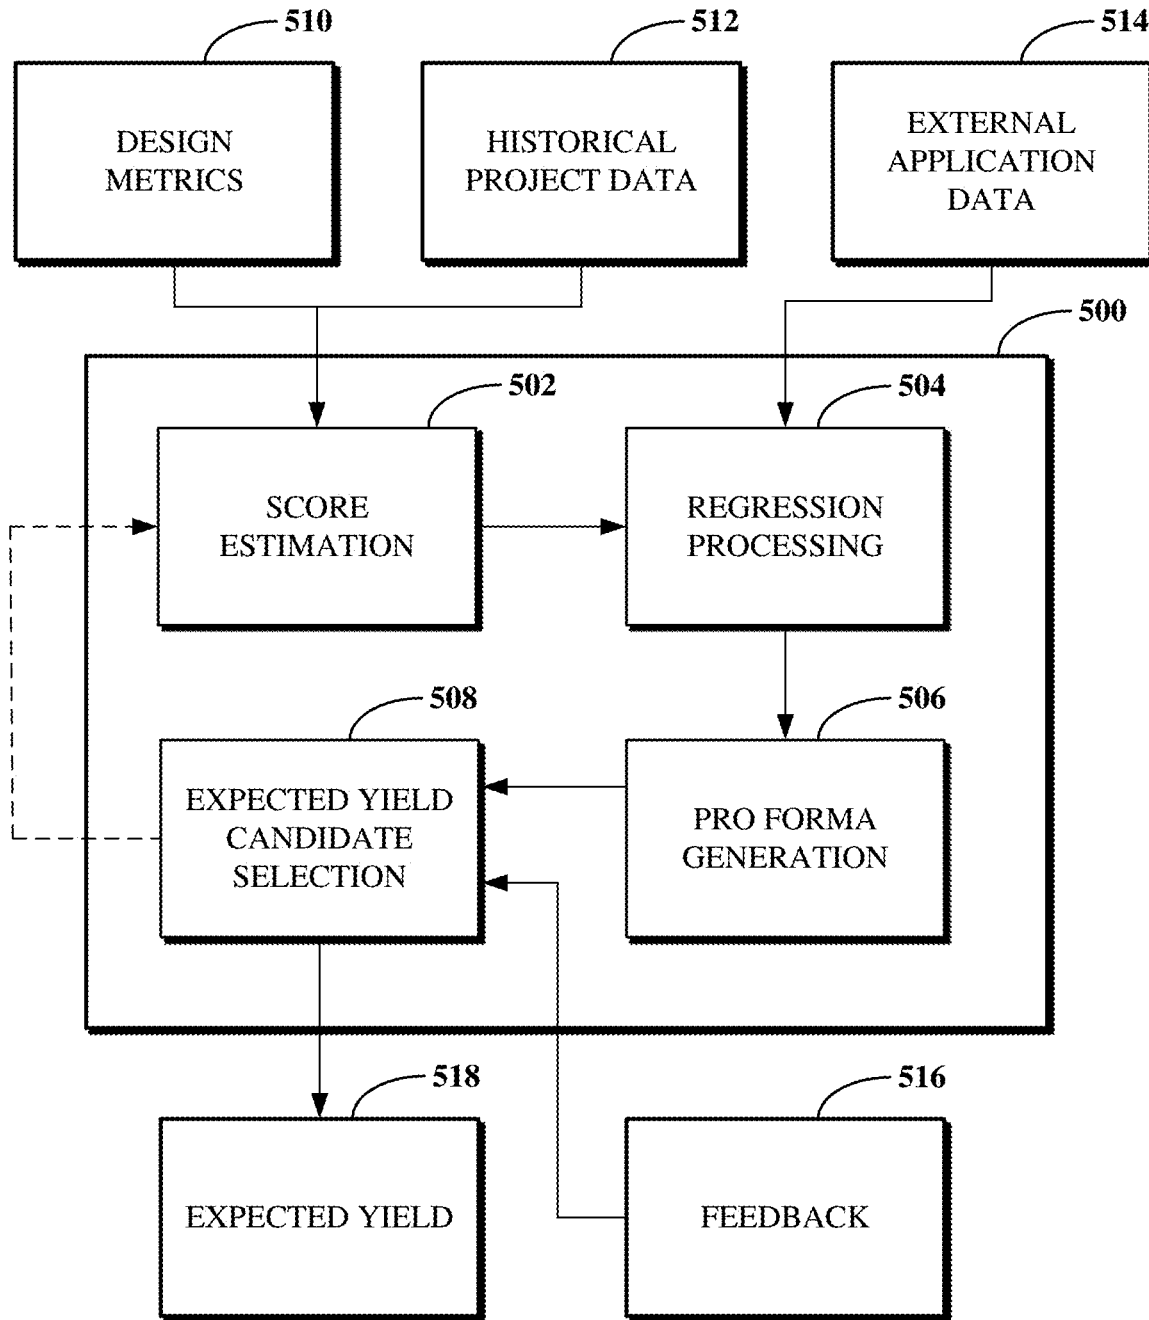 510
512
514
DESIGN
METRICS
HISTORICAL
PROJECT DATA
EXTERNAL
APPLICATION
DATA
500
502
504
SCORE
ESTIMATION
REGRESSION
PROCESSING
508
506
EXPECTED YIELD
CANDIDATE
SELECTION
PRO FORMA
GENERATION
518
516
EXPECTED YIELD
FEEDBACK